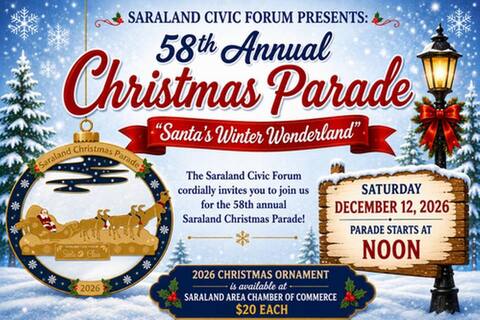 SARALAND CIVIC FORUM PRESENTS:
58th Annual
Christmas Parade
"Santa's Winter Wonderland"
Saraland Christmas Parade
2026
The Saraland Civic Forum
cordially invites you to join us
for the 58th annual
Saraland Christmas Parade!
SATURDAY
DECEMBER 12, 2026
PARADE STARTS AT
NOON
2026 CHRISTMAS ORNAMENT
is available at
SARALAND AREA CHAMBER OF COMMERCE
$20 EACH